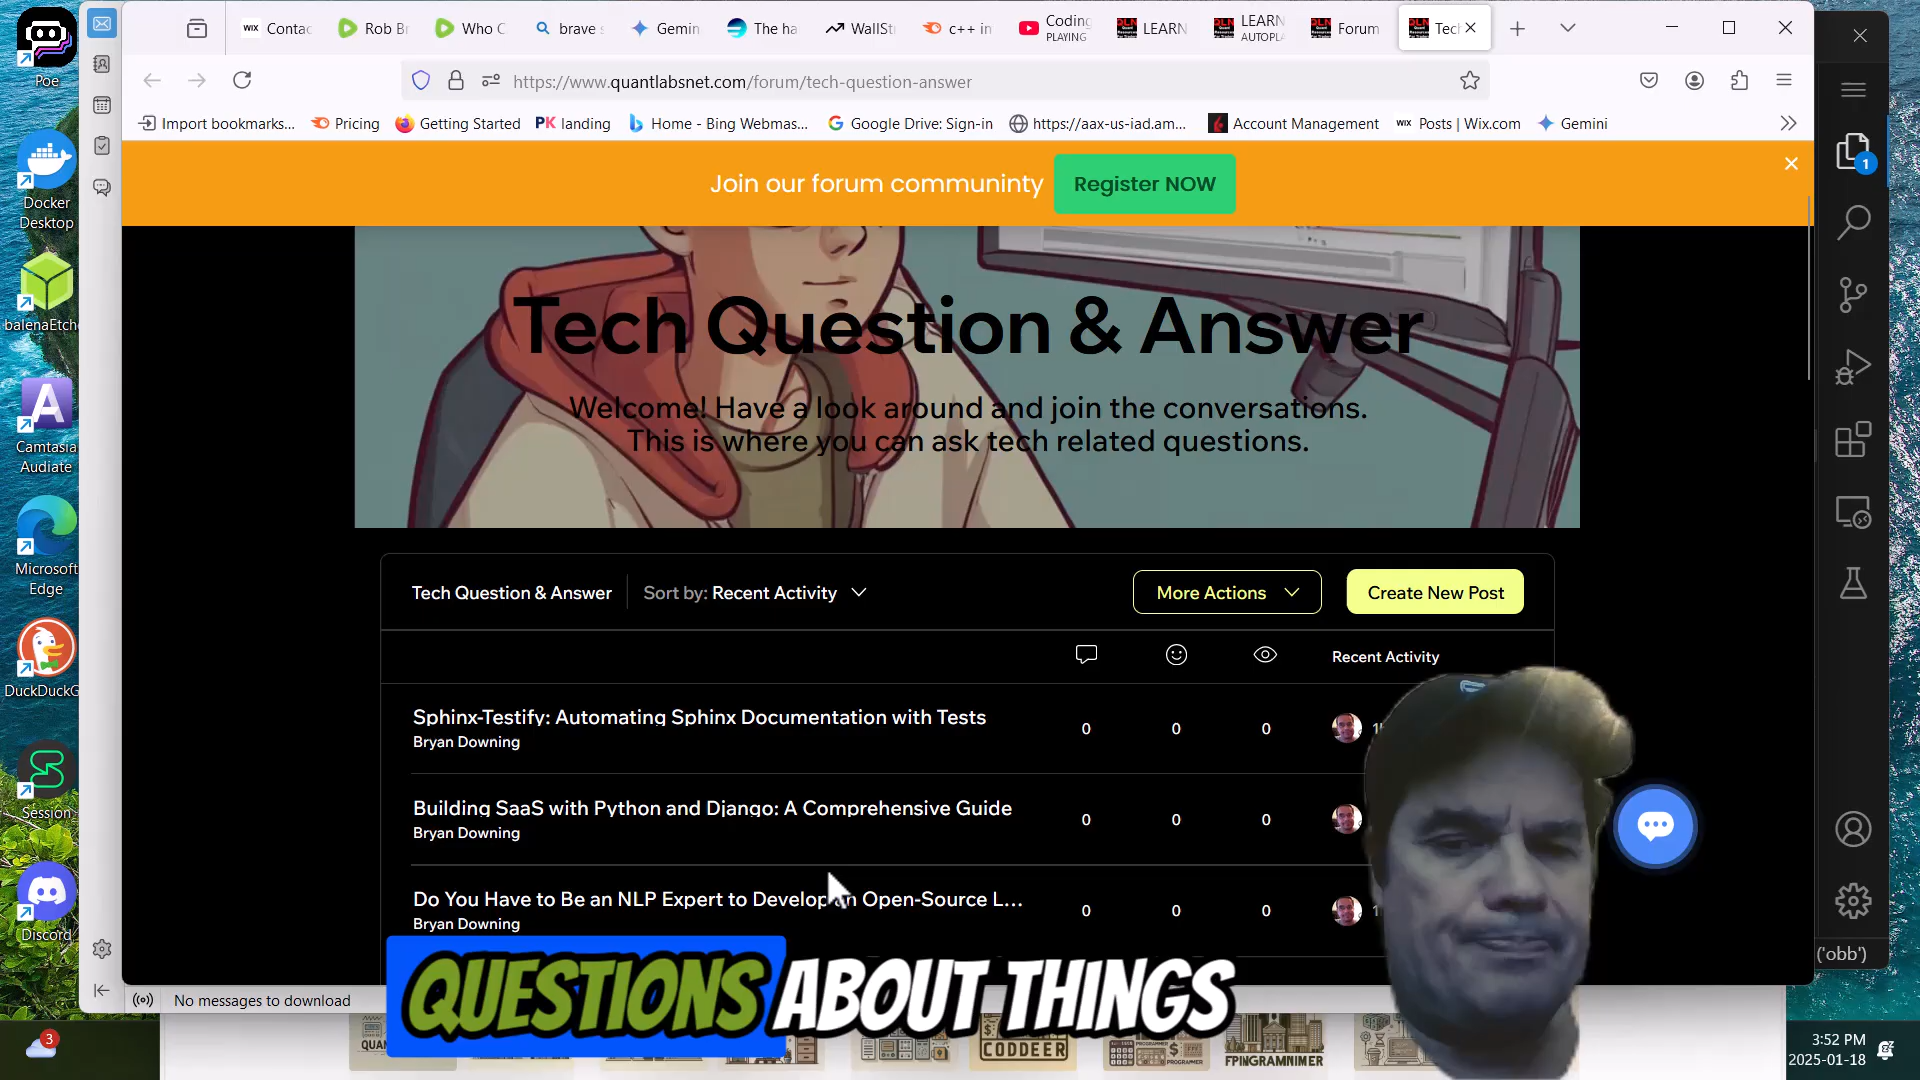 Poe
Docker
Desktop
balenaEtch
Camtasia
Audiate
Microsoft
Edge
DuckDuckG
Session
Discord
3
WIX Contac
Rob Br
Who C
brave s
Gemin
The ha
WallSt
c++ in
Coding
PLAYING
LEARN
LEARN
AUTOPLA
Forum
Tec
https://www.quantlabsnet.com/forum/tech-question-answer
Import bookmarks...
Pricing
Getting Started
PK landing
Home - Bing Webmas...
Google Drive: Sign-in
https://aax-us-iad.am...
Account Management
WIX Posts | Wix.com
Gemini
Join our forum communinty
Register NOW
Tech Question & Answer
Welcome! Have a look around and join the conversations.
This is where you can ask tech related questions.
Tech Question & Answer
Sort by: Recent Activity
More Actions
Create New Post
Recent Activity
Sphinx-Testify: Automating Sphinx Documentation with Tests
Bryan Downing
0 0 0
Building SaaS with Python and Django: A Comprehensive Guide
Bryan Downing
0 0 0
Do You Have to Be an NLP Expert to Develop an Open-Source L...
Bryan Downing
0 0 0
QUESTIONS ABOUT THINGS
No messages to download
1
('obb')
CODDEER
FPINGRAMNIMER
3:52 PM
2025-01-18